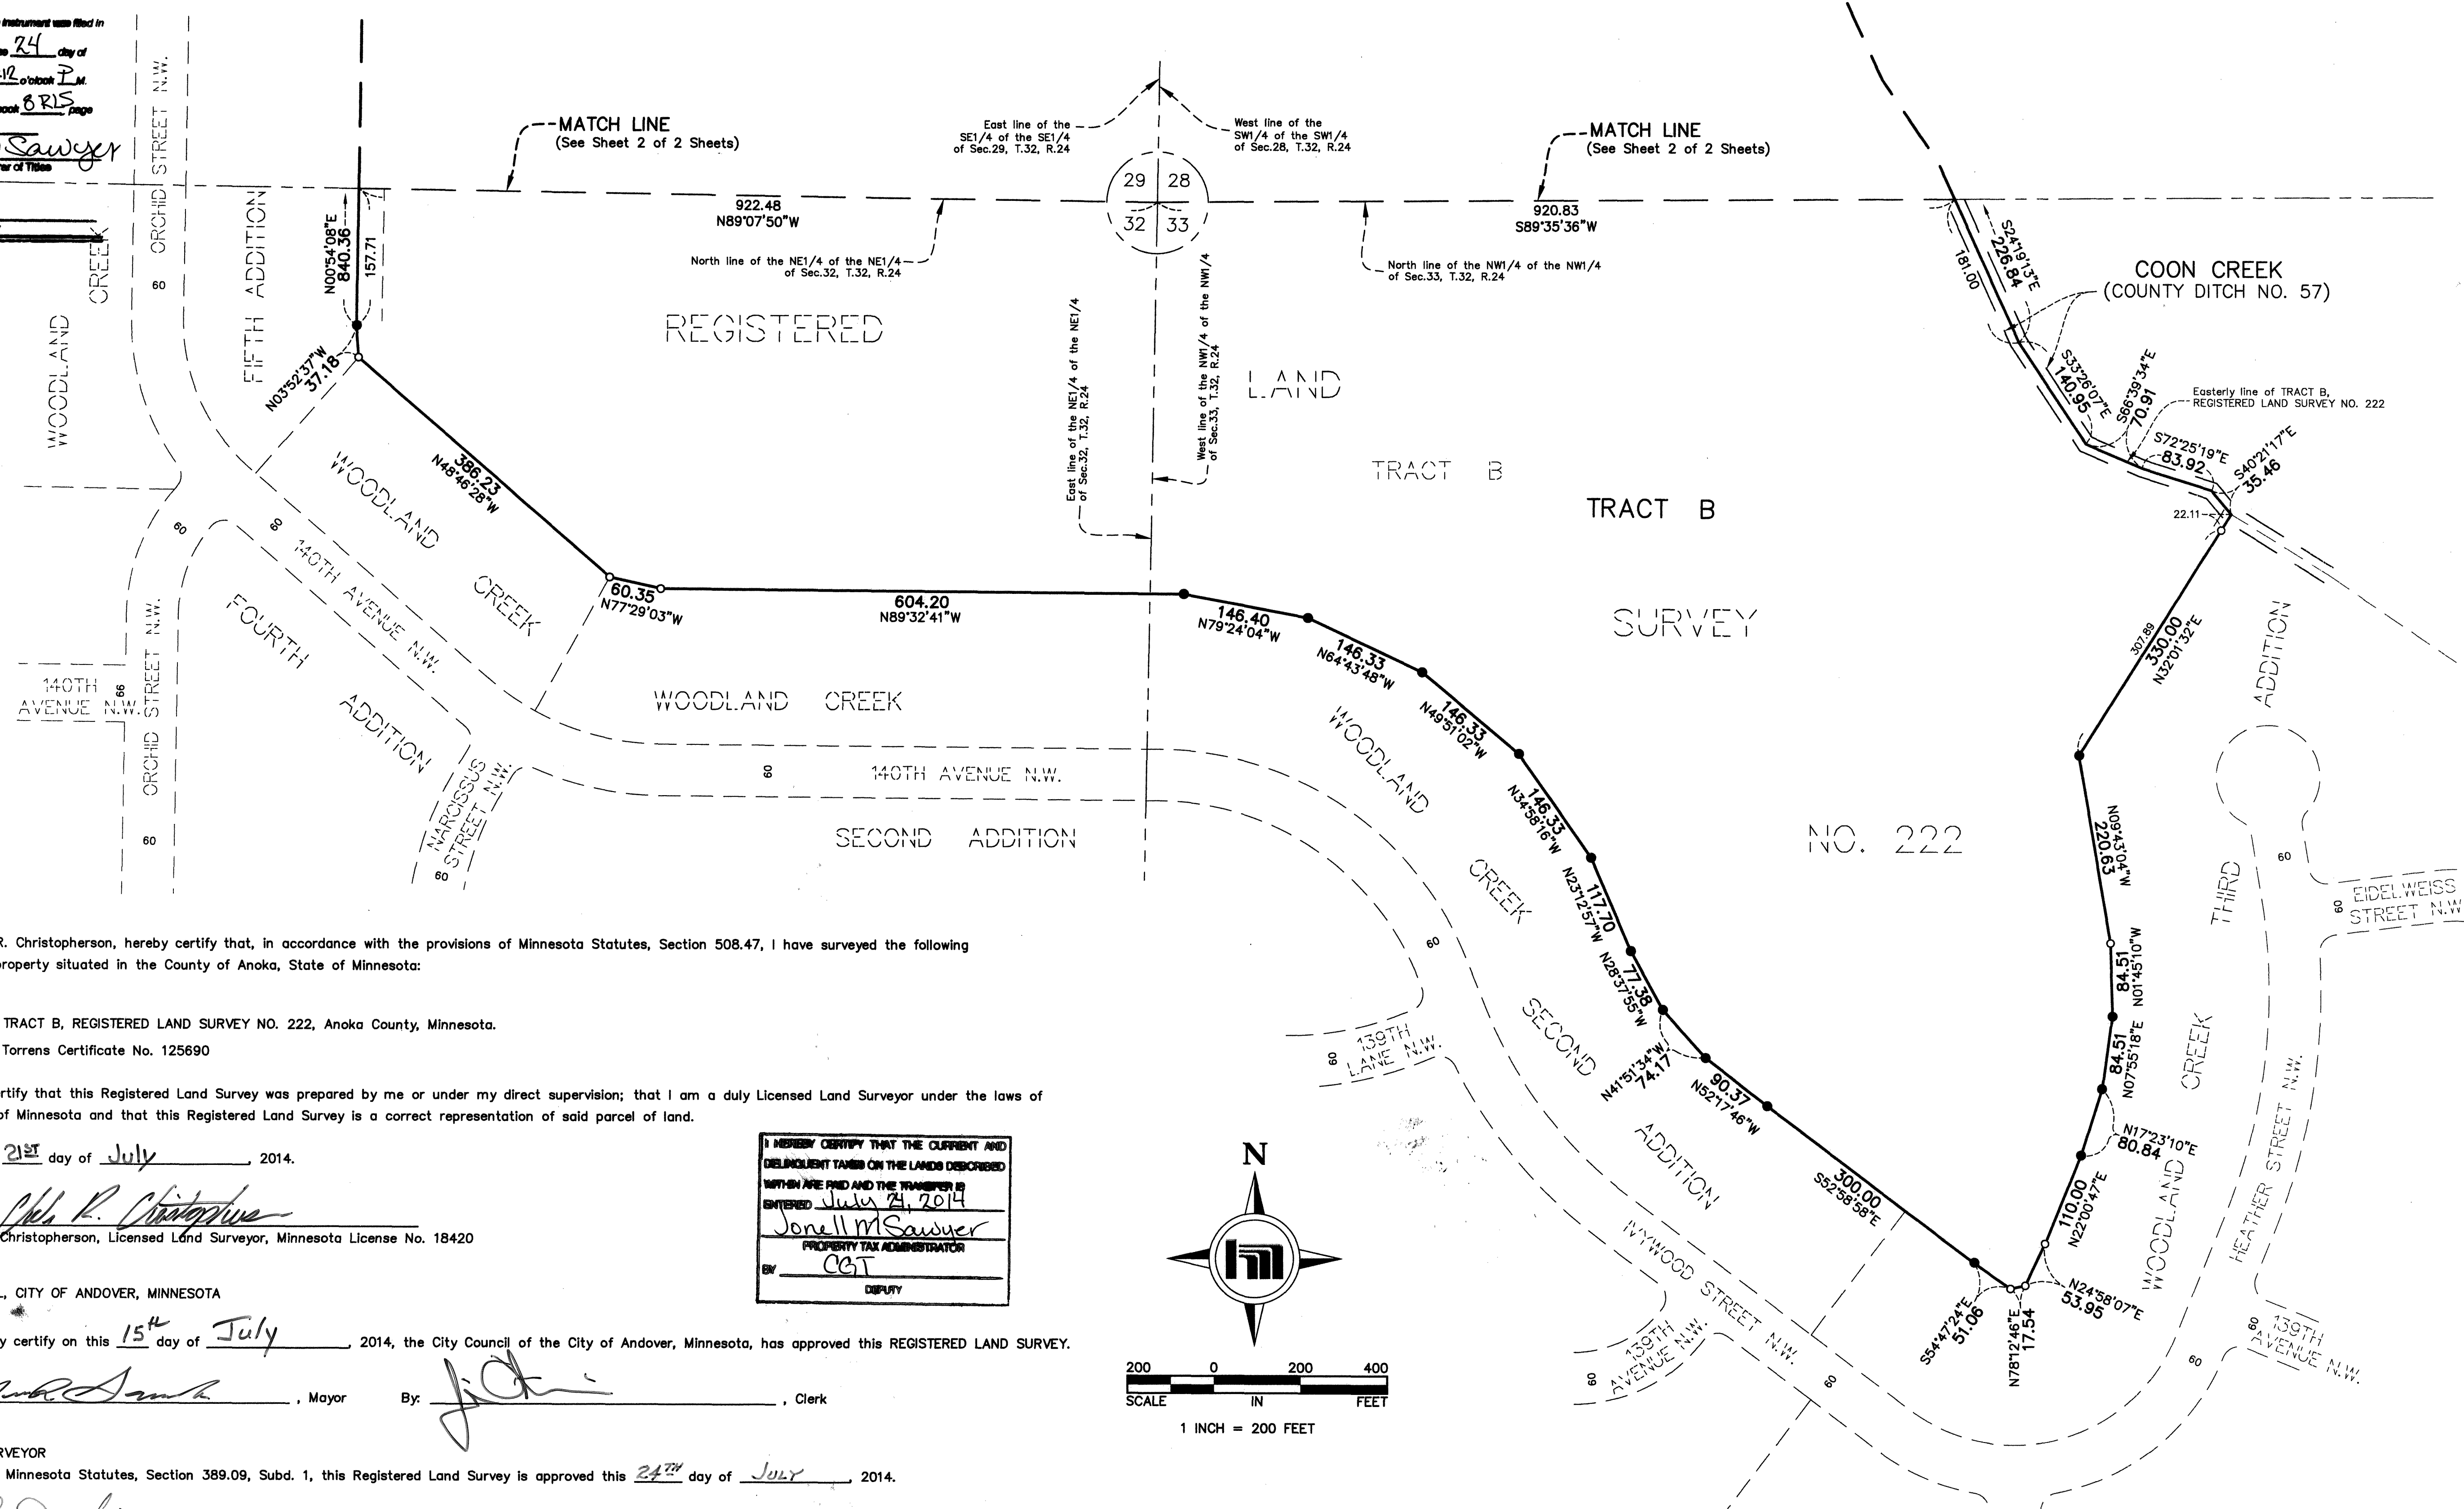 instrument was filed in
24 day of
12 o'clock P M.
book 8 RLS page
Sawyer
of Titles
ORCHID STREET N.W.
CREEK
WOODLAND
60
FIFTH ADDITION
N00°54'08"E
840.36
157.71
MATCH LINE
(See Sheet 2 of 2 Sheets)
922.48
N89°07'50"W
North line of the NE1/4 of the NE1/4
of Sec.32, T.32, R.24
East line of the
SE1/4 of the SE1/4
of Sec.29, T.32, R.24
West line of the
SW1/4 of the SW1/4
of Sec.28, T.32, R.24
29 28
32 33
MATCH LINE
(See Sheet 2 of 2 Sheets)
920.83
S89°35'36"W
North line of the NW1/4 of the NW1/4
of Sec.33, T.32, R.24
S24°19'13"E
226.84
181.00
COON CREEK
(COUNTY DITCH NO. 57)
S33°26'07"E
140.95
S66°39'34"E
70.91
Easterly line of TRACT B,
REGISTERED LAND SURVEY NO. 222
S72°25'19"E
83.92
S40°21'17"E
35.46
22.11
REGISTERED
LAND
TRACT B
TRACT B
SURVEY
NO. 222
East line of the NE1/4 of the NE1/4
of Sec.32, T.32, R.24
West line of the NW1/4 of the NW1/4
of Sec.33, T.32, R.24
N03°52'37"W
37.18
386.23
N48°46'28"W
WOODLAND
CREEK
60
60
140TH AVENUE N.W.
FOURTH
ADDITION
140TH
AVENUE N.W.
66
ORCHID STREET N.W.
60
NARCISSUS
STREET N.W.
60
60.35
N77°29'03"W
604.20
N89°32'41"W
WOODLAND CREEK
60
140TH AVENUE N.W.
SECOND ADDITION
146.40
N79°24'04"W
146.33
N64°43'48"W
146.33
N49°51'02"W
146.33
N34°58'16"W
117.70
N23°12'57"W
77.38
N28°37'55"W
N41°51'34"W
74.17
90.37
N52°17'46"W
300.00
S52°58'58"E
S54°47'24"E
51.06
N78°12'46"E
17.54
N24°58'07"E
53.95
110.00
N22°00'47"E
N17°23'10"E
80.84
84.51
N07°55'18"E
84.51
N01°45'10"W
N09°43'04"W
220.63
307.89
330.00
N32°01'32"E
WOODLAND
CREEK
SECOND
ADDITION
60
139TH
LANE N.W.
60
IVYWOOD STREET N.W.
60
139TH
AVENUE N.W.
60
WOODLAND
CREEK
THIRD
ADDITION
60
EIDELWEISS
STREET N.W.
60
HEATHER STREET N.W.
60
139TH
AVENUE N.W.
60
R. Christopherson, hereby certify that, in accordance with the provisions of Minnesota Statutes, Section 508.47, I have surveyed the following
property situated in the County of Anoka, State of Minnesota:
TRACT B, REGISTERED LAND SURVEY NO. 222, Anoka County, Minnesota.
Torrens Certificate No. 125690
rtify that this Registered Land Survey was prepared by me or under my direct supervision; that I am a duly Licensed Land Surveyor under the laws of
of Minnesota and that this Registered Land Survey is a correct representation of said parcel of land.
21ST day of July, 2014.
Christopherson, Licensed Land Surveyor, Minnesota License No. 18420
L, CITY OF ANDOVER, MINNESOTA
y certify on this 15th day of July, 2014, the City Council of the City of Andover, Minnesota, has approved this REGISTERED LAND SURVEY.
, Mayor By: , Clerk
RVEYOR
Minnesota Statutes, Section 389.09, Subd. 1, this Registered Land Survey is approved this 24TH day of JULY, 2014.
I HEREBY CERTIFY THAT THE CURRENT AND
DELINQUENT TAXES ON THE LANDS DESCRIBED
WITHIN ARE PAID AND THE TRANSFER IS
ENTERED July 24, 2014
Jonell M Sawyer
PROPERTY TAX ADMINISTRATOR
BY CGT
DEPUTY
N
200 0 200 400
SCALE IN FEET
1 INCH = 200 FEET